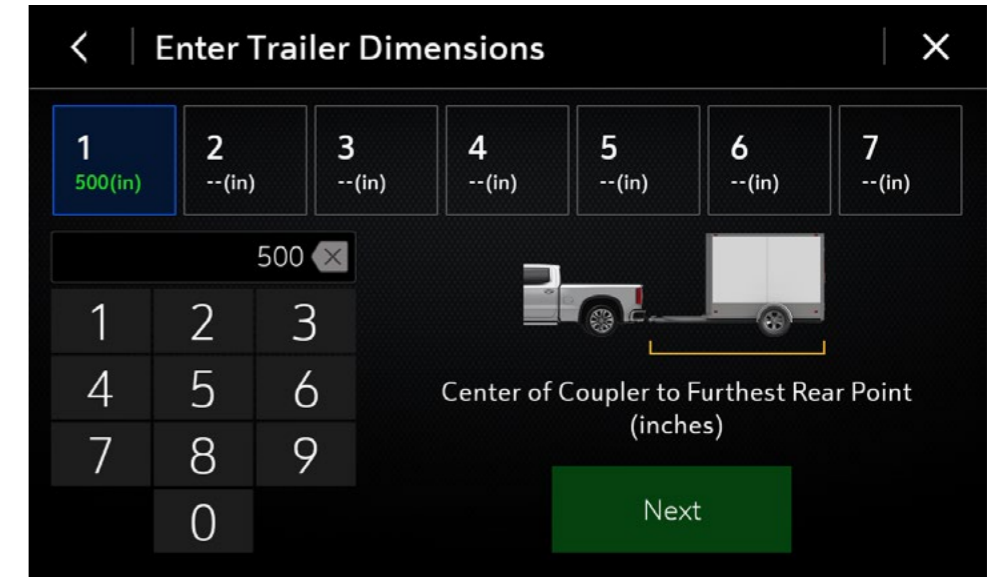 Enter Trailer Dimensions
1 2 3 4 5 6 7
500(in) --(in) --(in) --(in) --(in) --(in) --(in)
500
1 2 3
4 5 6
7 8 9
0
Center of Coupler to Furthest Rear Point
(inches)
Next